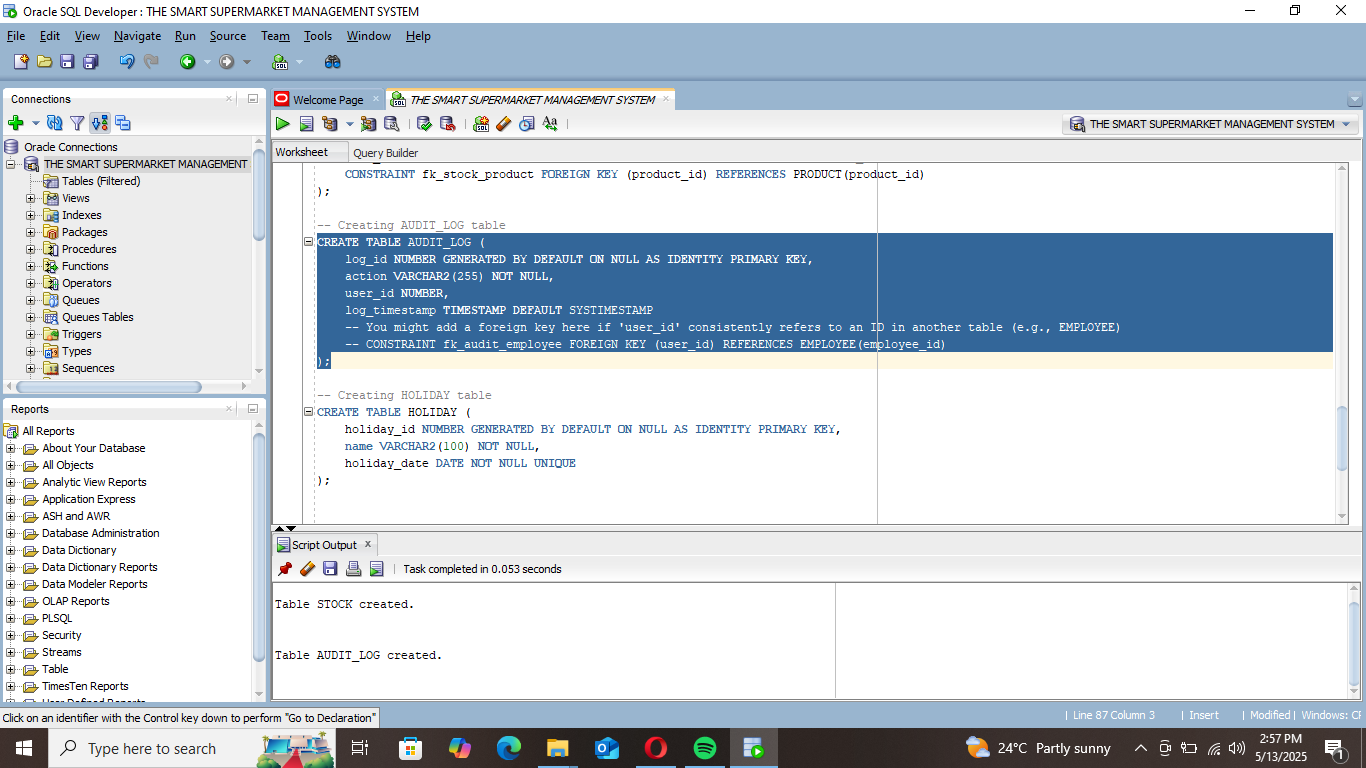 Oracle SQL Developer : THE SMART SUPERMARKET MANAGEMENT SYSTEM
File Edit View Navigate Run Source Team Tools Window Help
Connections
Oracle Connections
THE SMART SUPERMARKET MANAGEMENT
Tables (Filtered)
Views
Indexes
Packages
Procedures
Functions
Operators
Queues
Queues Tables
Triggers
Types
Sequences
Reports
All Reports
About Your Database
All Objects
Analytic View Reports
Application Express
ASH and AWR
Database Administration
Data Dictionary
Data Dictionary Reports
Data Modeler Reports
OLAP Reports
PLSQL
Security
Streams
Table
TimesTen Reports
User Defined Reports
Welcome Page
THE SMART SUPERMARKET MANAGEMENT SYSTEM
THE SMART SUPERMARKET MANAGEMENT SYSTEM
Worksheet Query Builder
CONSTRAINT fk_stock_product FOREIGN KEY (product_id) REFERENCES PRODUCT(product_id)
);
-- Creating AUDIT_LOG table
CREATE TABLE AUDIT_LOG (
log_id NUMBER GENERATED BY DEFAULT ON NULL AS IDENTITY PRIMARY KEY,
action VARCHAR2(255) NOT NULL,
user_id NUMBER,
log_timestamp TIMESTAMP DEFAULT SYSTIMESTAMP
-- You might add a foreign key here if 'user_id' consistently refers to an ID in another table (e.g., EMPLOYEE)
-- CONSTRAINT fk_audit_employee FOREIGN KEY (user_id) REFERENCES EMPLOYEE(employee_id)
);
-- Creating HOLIDAY table
CREATE TABLE HOLIDAY (
holiday_id NUMBER GENERATED BY DEFAULT ON NULL AS IDENTITY PRIMARY KEY,
name VARCHAR2(100) NOT NULL,
holiday_date DATE NOT NULL UNIQUE
);
Script Output
Task completed in 0.053 seconds
Table STOCK created.
Table AUDIT_LOG created.
Click on an identifier with the Control key down to perform "Go to Declaration"
Line 87 Column 3 | Insert | Modified | Windows: CF
Type here to search
24°C Partly sunny
2:57 PM
5/13/2025
1